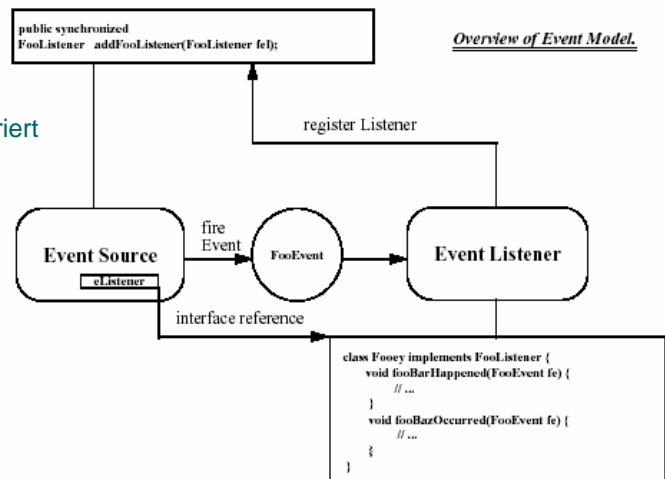 public synchronized
FooListener addFooListener(FooListener fel);
Overview of Event Model.
riert
register Listener
fire
Event
Event Source
eListener
FooEvent
Event Listener
interface reference
class Fooey implements FooListener {
void fooBarHappened(FooEvent fe) {
// ...
}
void fooBazOccurred(FooEvent fe) {
// ...
{
}